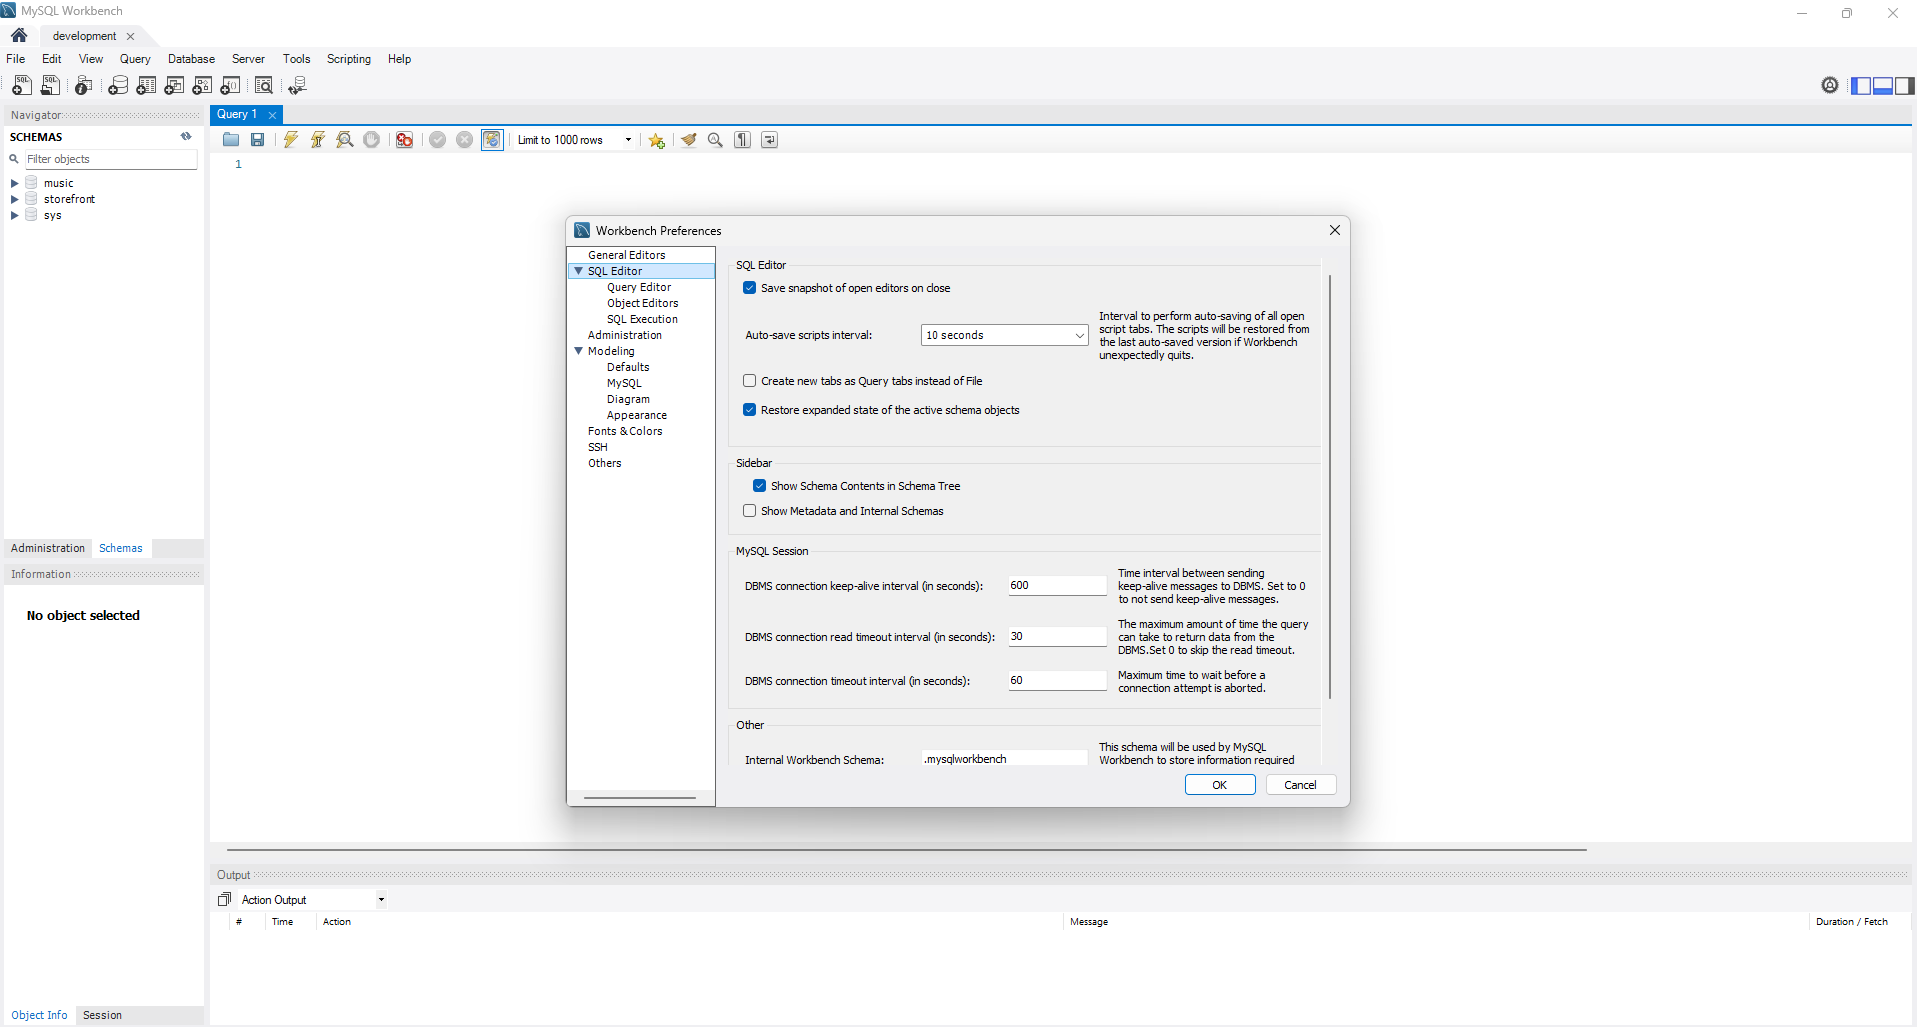 MySQL Workbench
development
File Edit View Query Database Server Tools Scripting Help
Navigator
SCHEMAS
Filter objects
music
storefront
sys
Administration Schemas
Information
No object selected
Object Info Session
Query 1
Limit to 1000 rows
1
Workbench Preferences
General Editors
SQL Editor
Query Editor
Object Editors
SQL Execution
Administration
Modeling
Defaults
MySQL
Diagram
Appearance
Fonts & Colors
SSH
Others
SQL Editor
Save snapshot of open editors on close
Auto-save scripts interval: 10 seconds
Interval to perform auto-saving of all open
script tabs. The scripts will be restored from
the last auto-saved version if Workbench
unexpectedly quits.
Create new tabs as Query tabs instead of File
Restore expanded state of the active schema objects
Sidebar
Show Schema Contents in Schema Tree
Show Metadata and Internal Schemas
MySQL Session
DBMS connection keep-alive interval (in seconds): 600
Time interval between sending
keep-alive messages to DBMS. Set to 0
to not send keep-alive messages.
DBMS connection read timeout interval (in seconds): 30
The maximum amount of time the query
can take to return data from the
DBMS.Set 0 to skip the read timeout.
DBMS connection timeout interval (in seconds): 60
Maximum time to wait before a
connection attempt is aborted.
Other
Internal Workbench Schema: .mysqlworkbench
This schema will be used by MySQL
Workbench to store information required
OK Cancel
Output
Action Output
# Time Action Message Duration / Fetch